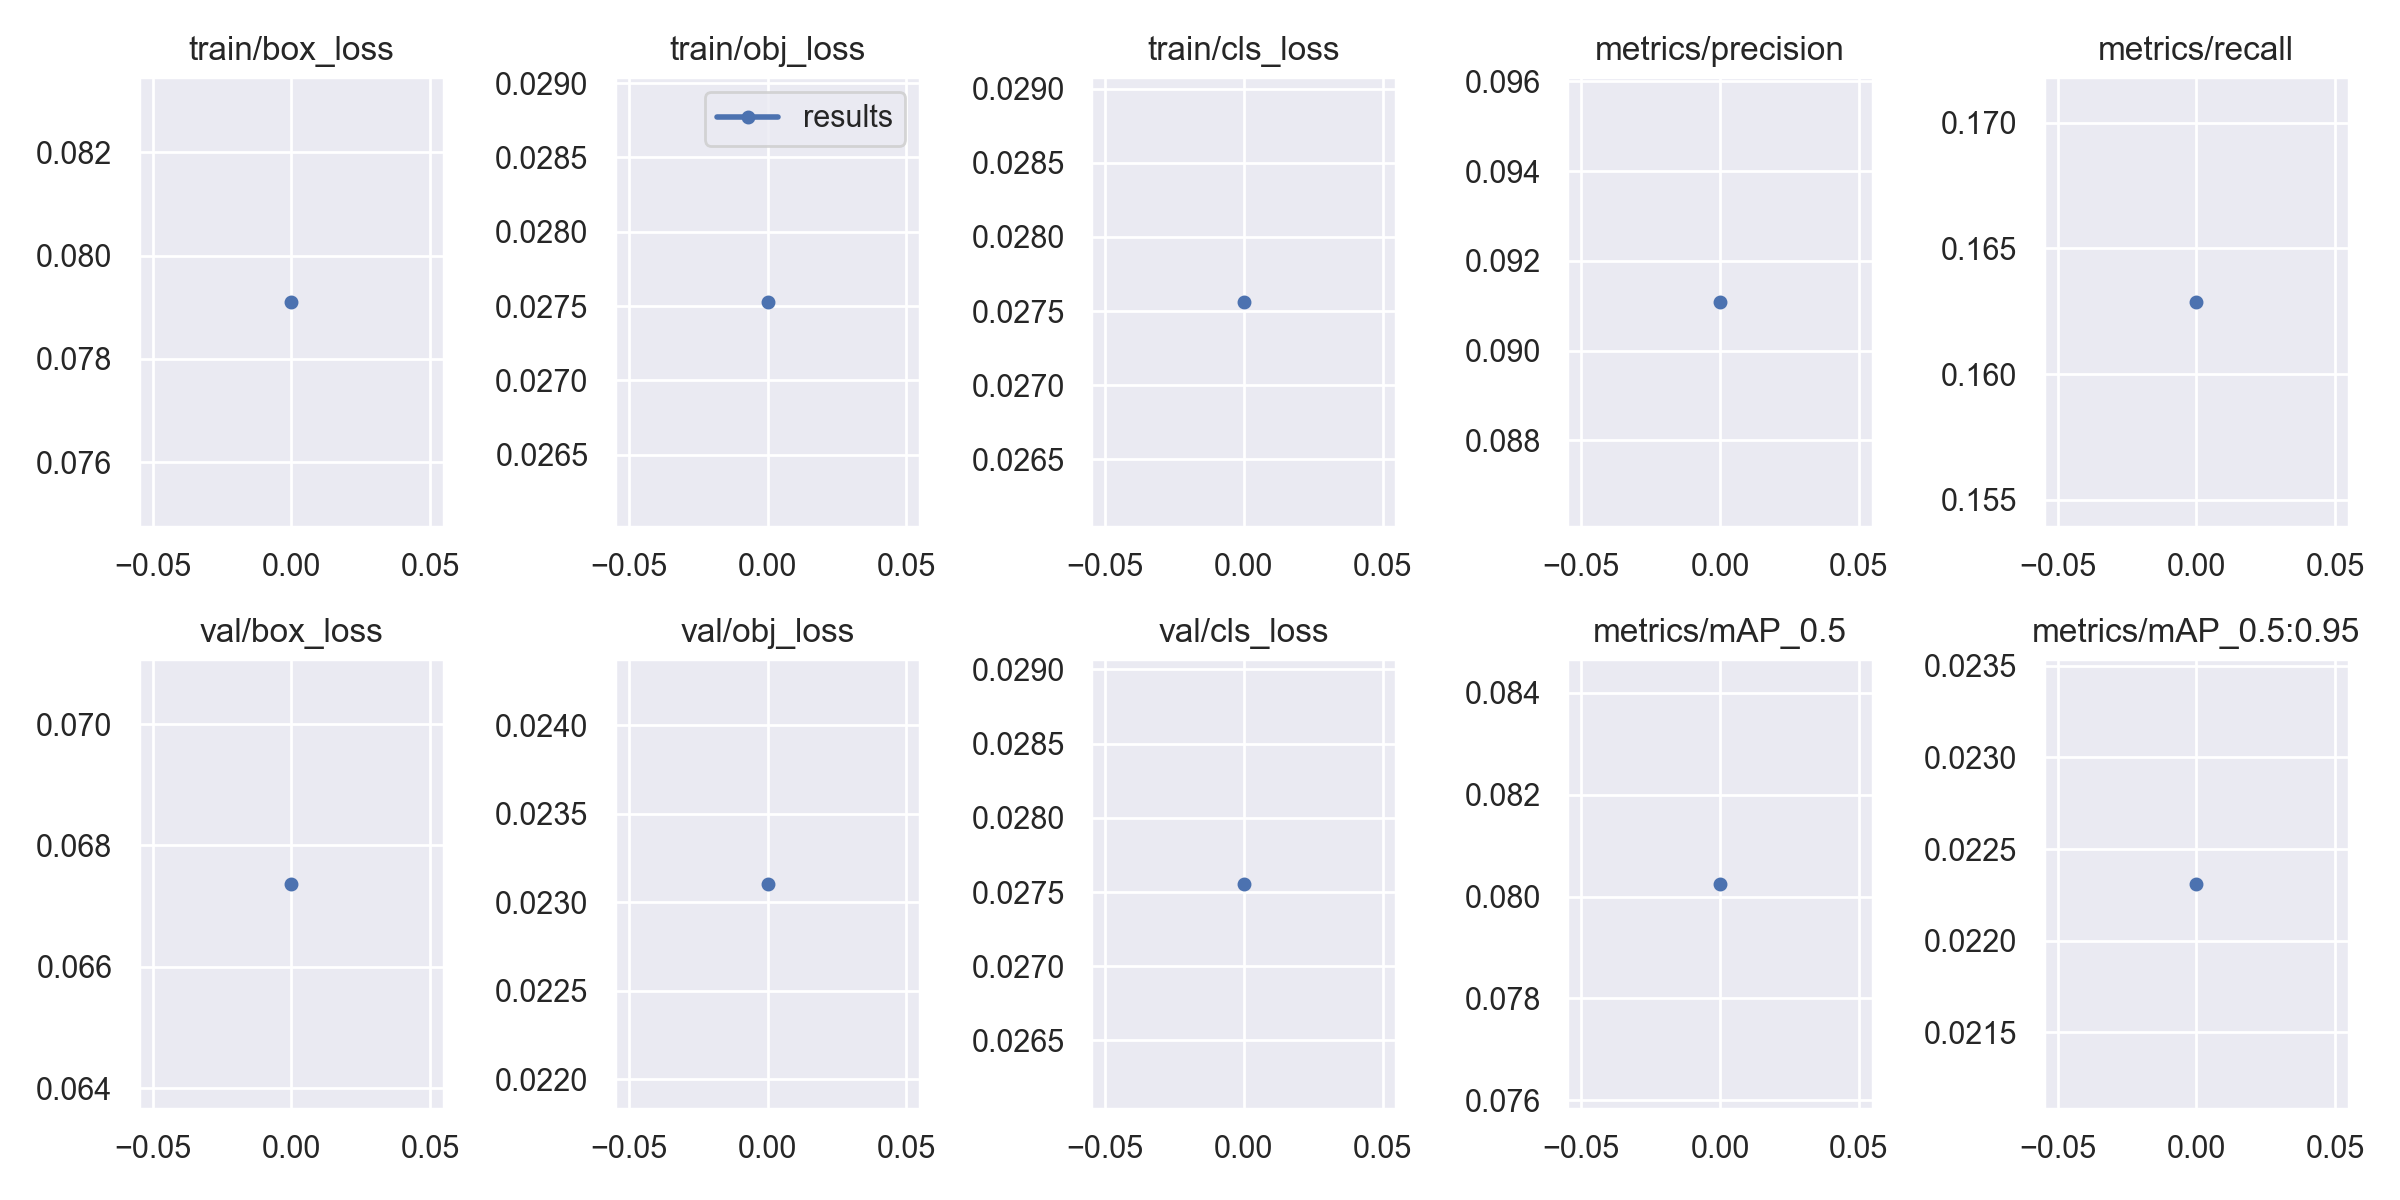 train/box_loss
0.082
0.080
0.078
0.076
−0.05 0.00 0.05
train/obj_loss
results
0.0290
0.0285
0.0280
0.0275
0.0270
0.0265
−0.05 0.00 0.05
train/cls_loss
0.0290
0.0285
0.0280
0.0275
0.0270
0.0265
−0.05 0.00 0.05
metrics/precision
0.096
0.094
0.092
0.090
0.088
−0.05 0.00 0.05
metrics/recall
0.170
0.165
0.160
0.155
−0.05 0.00 0.05
val/box_loss
0.070
0.068
0.066
0.064
−0.05 0.00 0.05
val/obj_loss
0.0240
0.0235
0.0230
0.0225
0.0220
−0.05 0.00 0.05
val/cls_loss
0.0290
0.0285
0.0280
0.0275
0.0270
0.0265
−0.05 0.00 0.05
metrics/mAP_0.5
0.084
0.082
0.080
0.078
0.076
−0.05 0.00 0.05
metrics/mAP_0.5:0.95
0.0235
0.0230
0.0225
0.0220
0.0215
−0.05 0.00 0.05